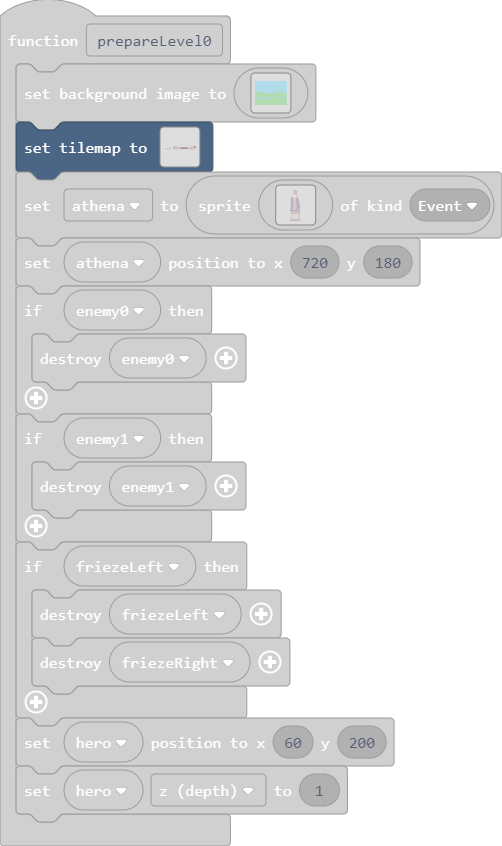 function prepareLevel0
set background image to
set tilemap to
set athena to sprite of kind Event
set athena position to x 720 y 180
if enemy0 then
destroy enemy0
if enemy1 then
destroy enemy1
if friezeLeft then
destroy friezeLeft
destroy friezeRight
set hero position to x 60 y 200
set hero z (depth) to 1